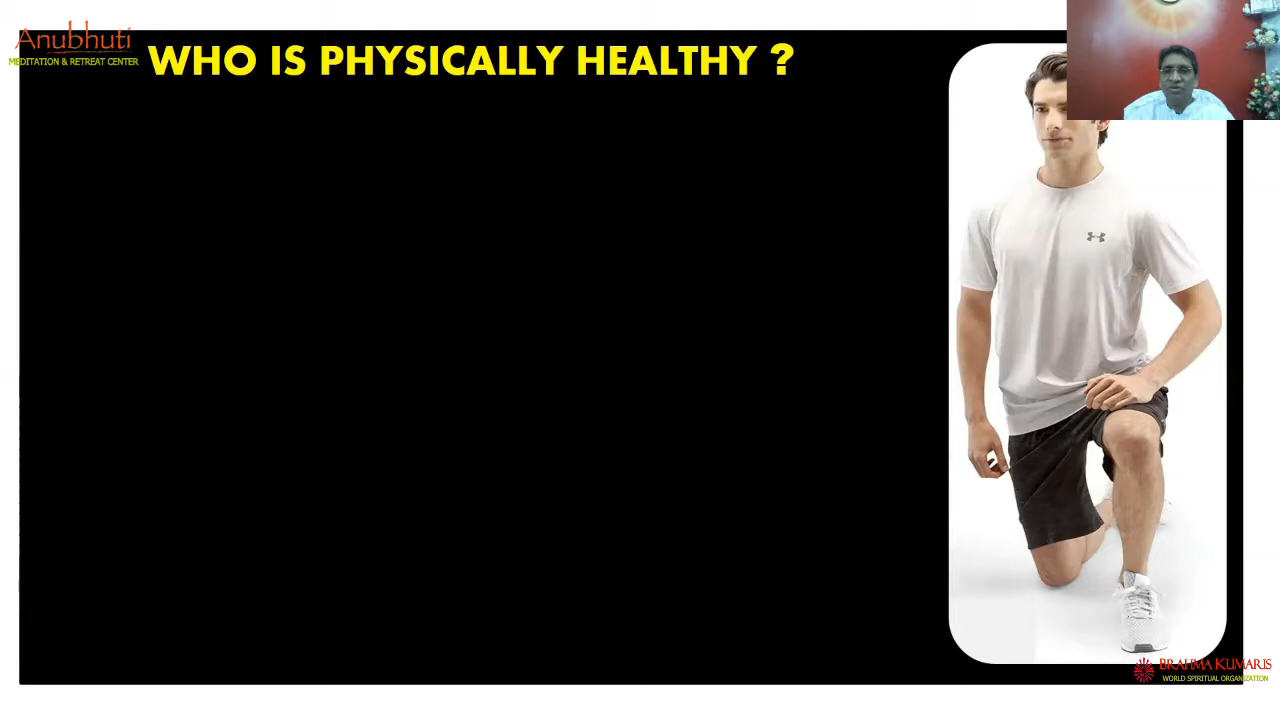 Anubhuti
MEDITATION & RETREAT CENTER
WHO IS PHYSICALLY HEALTHY ?
BRAHMA KUMARIS
WORLD SPIRITUAL ORGANIZATION